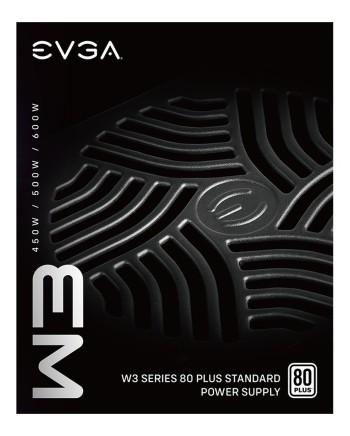 EVGA
450W / 500W / 600W
W3
W3 SERIES 80 PLUS STANDARD
POWER SUPPLY
80
PLUS